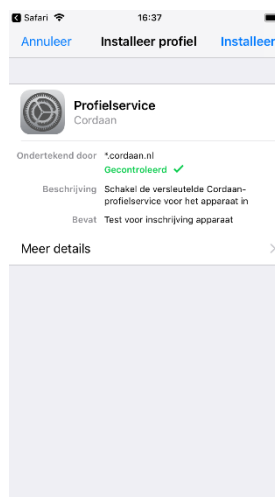 Safari 16:37
Annuleer Installeer profiel Installeer
Profielservice
Cordaan
Ondertekend door *.cordaan.nl
Gecontroleerd
Beschrijving Schakel de versleutelde Cordaan-
profielservice voor het apparaat in
Bevat Test voor inschrijving apparaat
Meer details